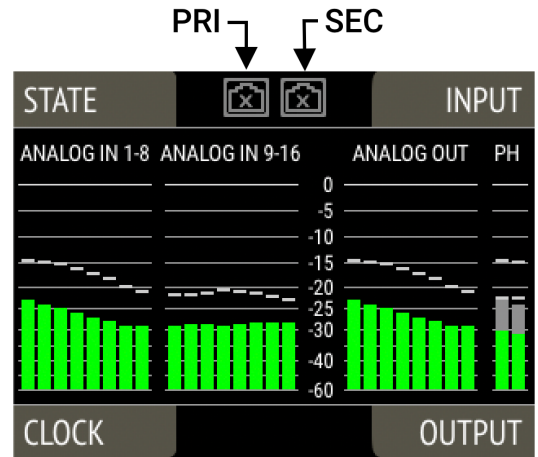 PRI SEC
STATE x x INPUT
ANALOG IN 1-8 ANALOG IN 9-16 ANALOG OUT PH
0
-5
-10
-15
-20
-25
-30
-40
-60
CLOCK OUTPUT